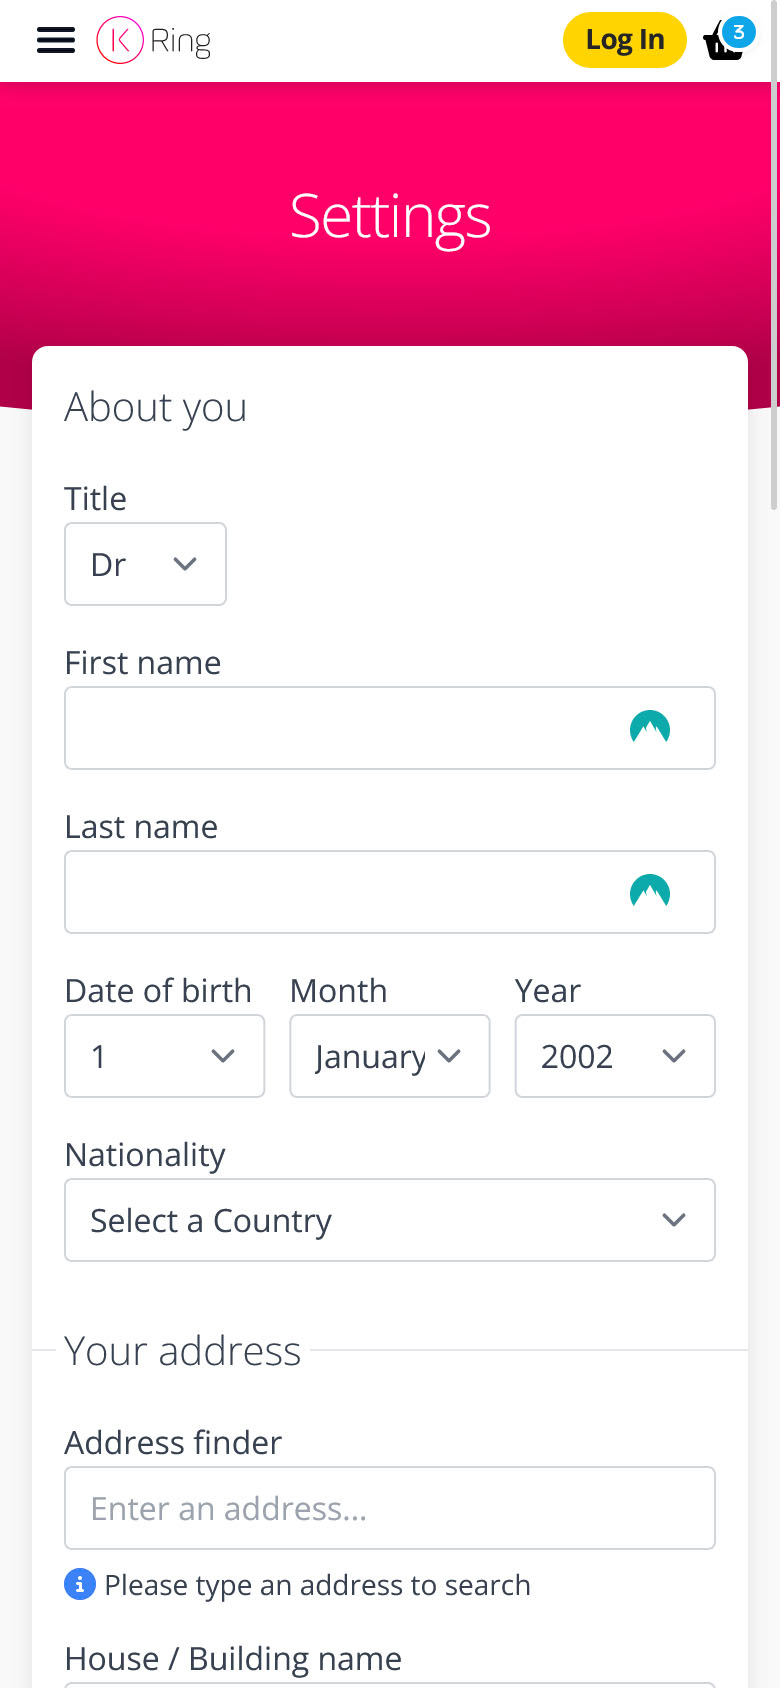 K Ring
Log In
3
Settings
About you
Title
Dr
First name
Last name
Date of birth Month Year
1 January 2002
Nationality
Select a Country
Your address
Address finder
Enter an address...
Please type an address to search
House / Building name